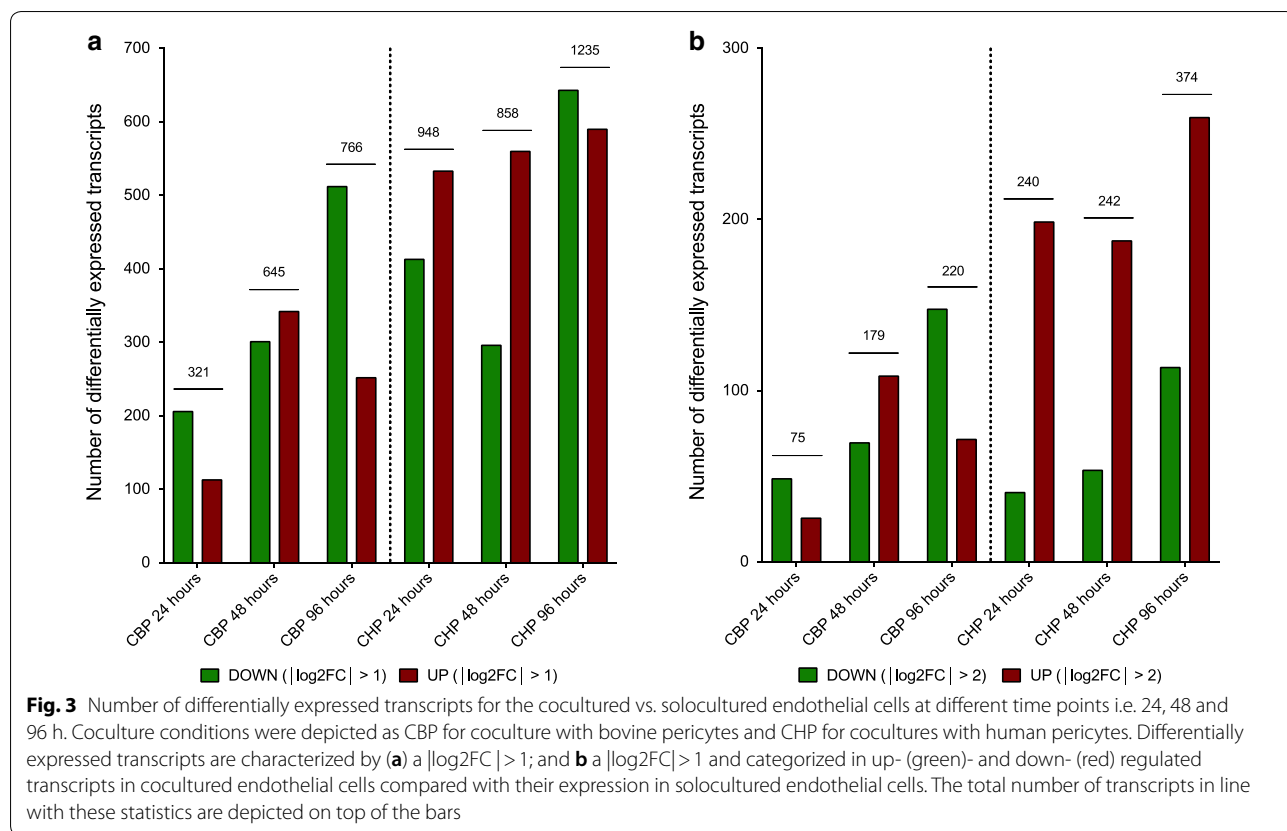 a
700
600
500
400
300
200
100
0
Number of differentially expressed transcripts
321
645
766
948
858
1235
CBP 24 hours
CBP 48 hours
CBP 96 hours
CHP 24 hours
CHP 48 hours
CHP 96 hours
DOWN (|log2FC| > 1) UP (|log2FC| > 1)
b
300
200
100
0
Number of differentially expressed transcripts
75
179
220
240
242
374
CBP 24 hours
CBP 48 hours
CBP 96 hours
CHP 24 hours
CHP 48 hours
CHP 96 hours
DOWN (|log2FC| > 2) UP (|log2FC| > 2)
Fig. 3 Number of differentially expressed transcripts for the cocultured vs. solocultured endothelial cells at different time points i.e. 24, 48 and
96 h. Coculture conditions were depicted as CBP for coculture with bovine pericytes and CHP for cocultures with human pericytes. Differentially
expressed transcripts are characterized by (a) a |log2FC | > 1; and b a |log2FC| > 1 and categorized in up- (green)- and down- (red) regulated
transcripts in cocultured endothelial cells compared with their expression in solocultured endothelial cells. The total number of transcripts in line
with these statistics are depicted on top of the bars